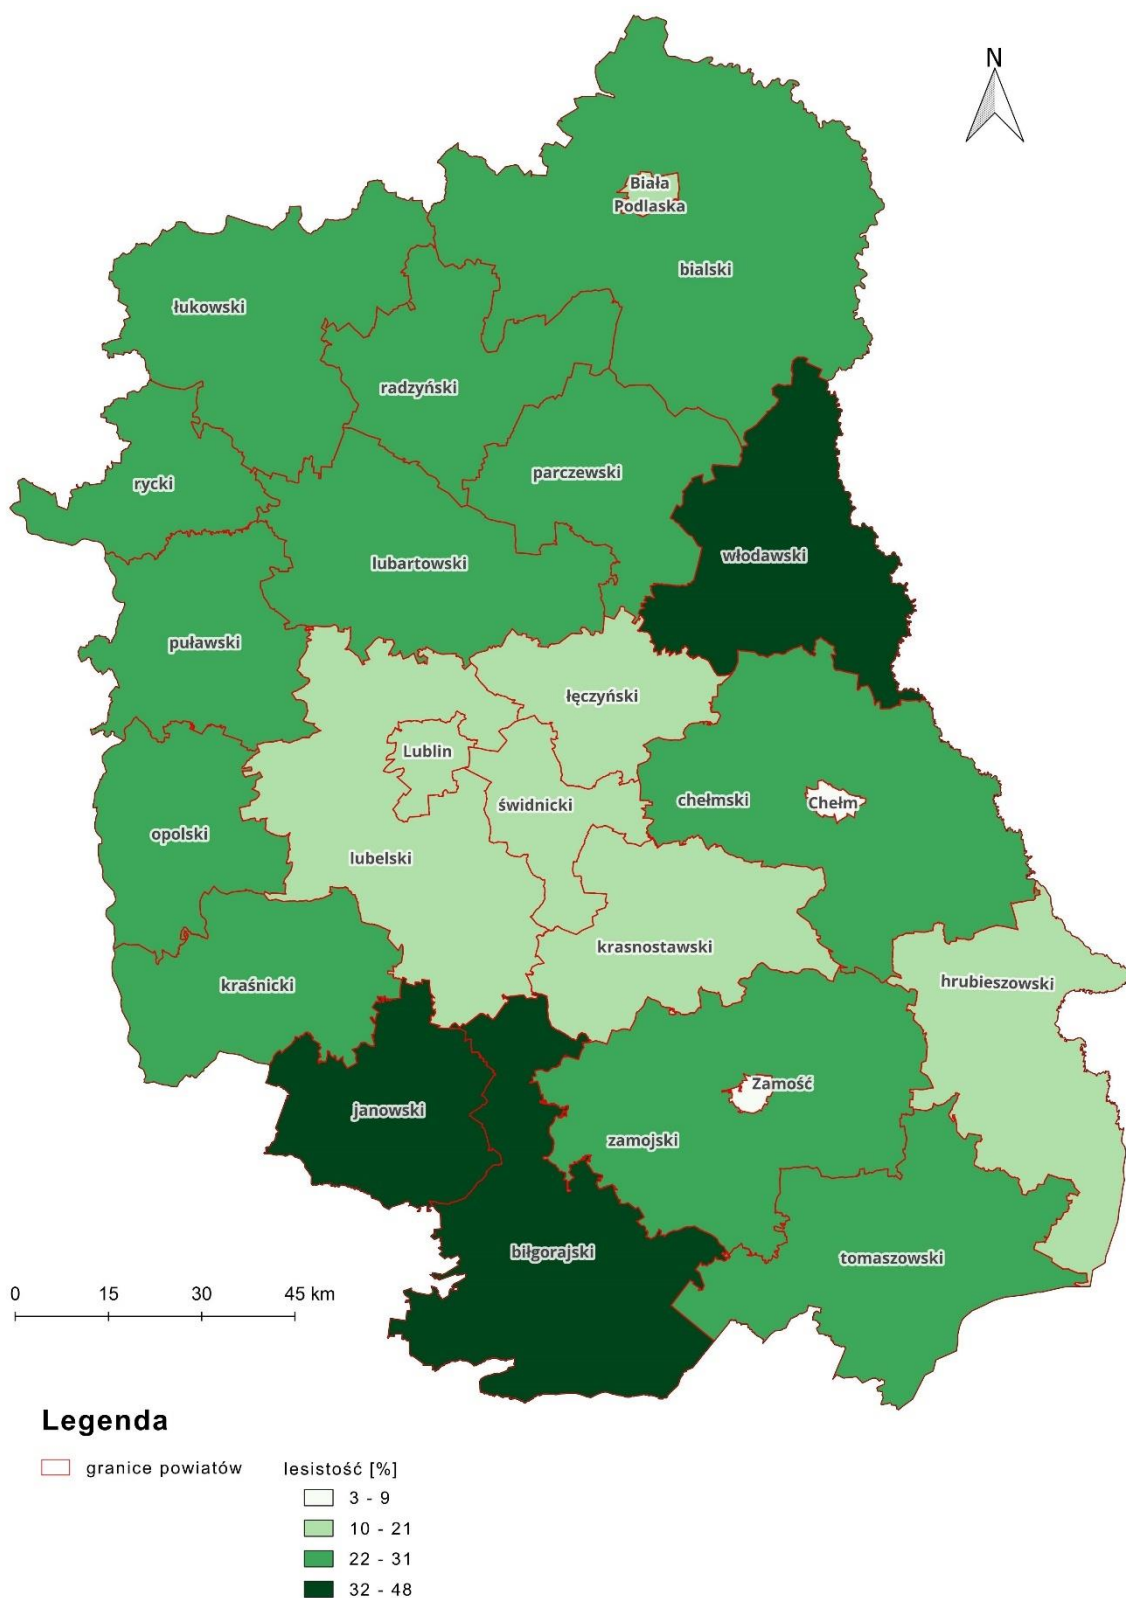 N
Biała
Podlaska
bialski
łukowski
radzyński
parczewski
rycki
włodawski
lubartowski
puławski
łęczyński
Lublin
świdnicki
chełmski
Chełm
opolski
lubelski
krasnostawski
hrubieszowski
kraśnicki
janowski
Zamość
zamojski
biłgorajski
tomaszowski
0 15 30 45 km
Legenda
granice powiatów
lesistość [%]
3 - 9
10 - 21
22 - 31
32 - 48